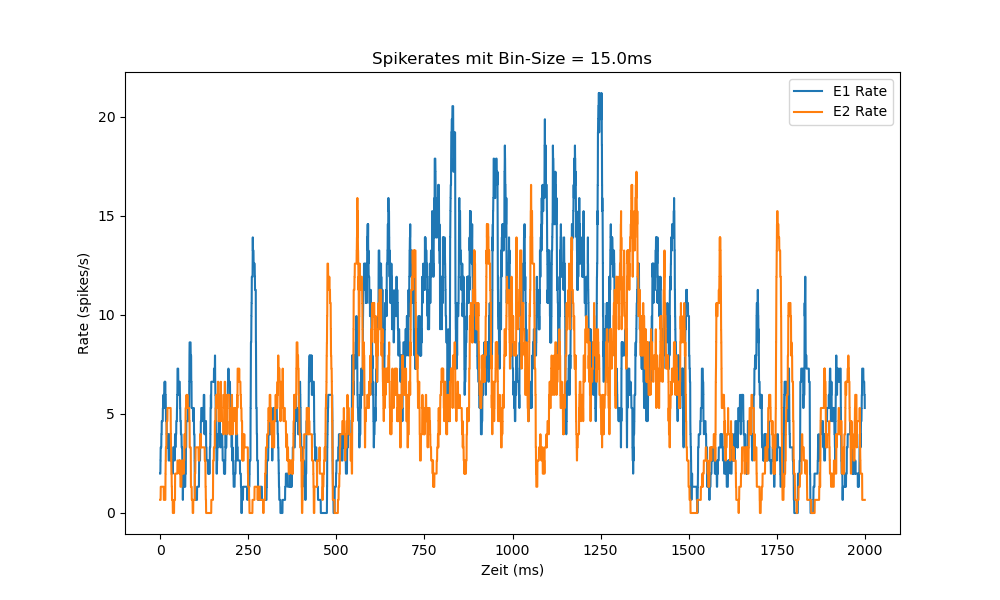 Spikerates mit Bin-Size = 15.0ms
E1 Rate
E2 Rate
Rate (spikes/s)
20
15
10
5
0
0 250 500 750 1000 1250 1500 1750 2000
Zeit (ms)